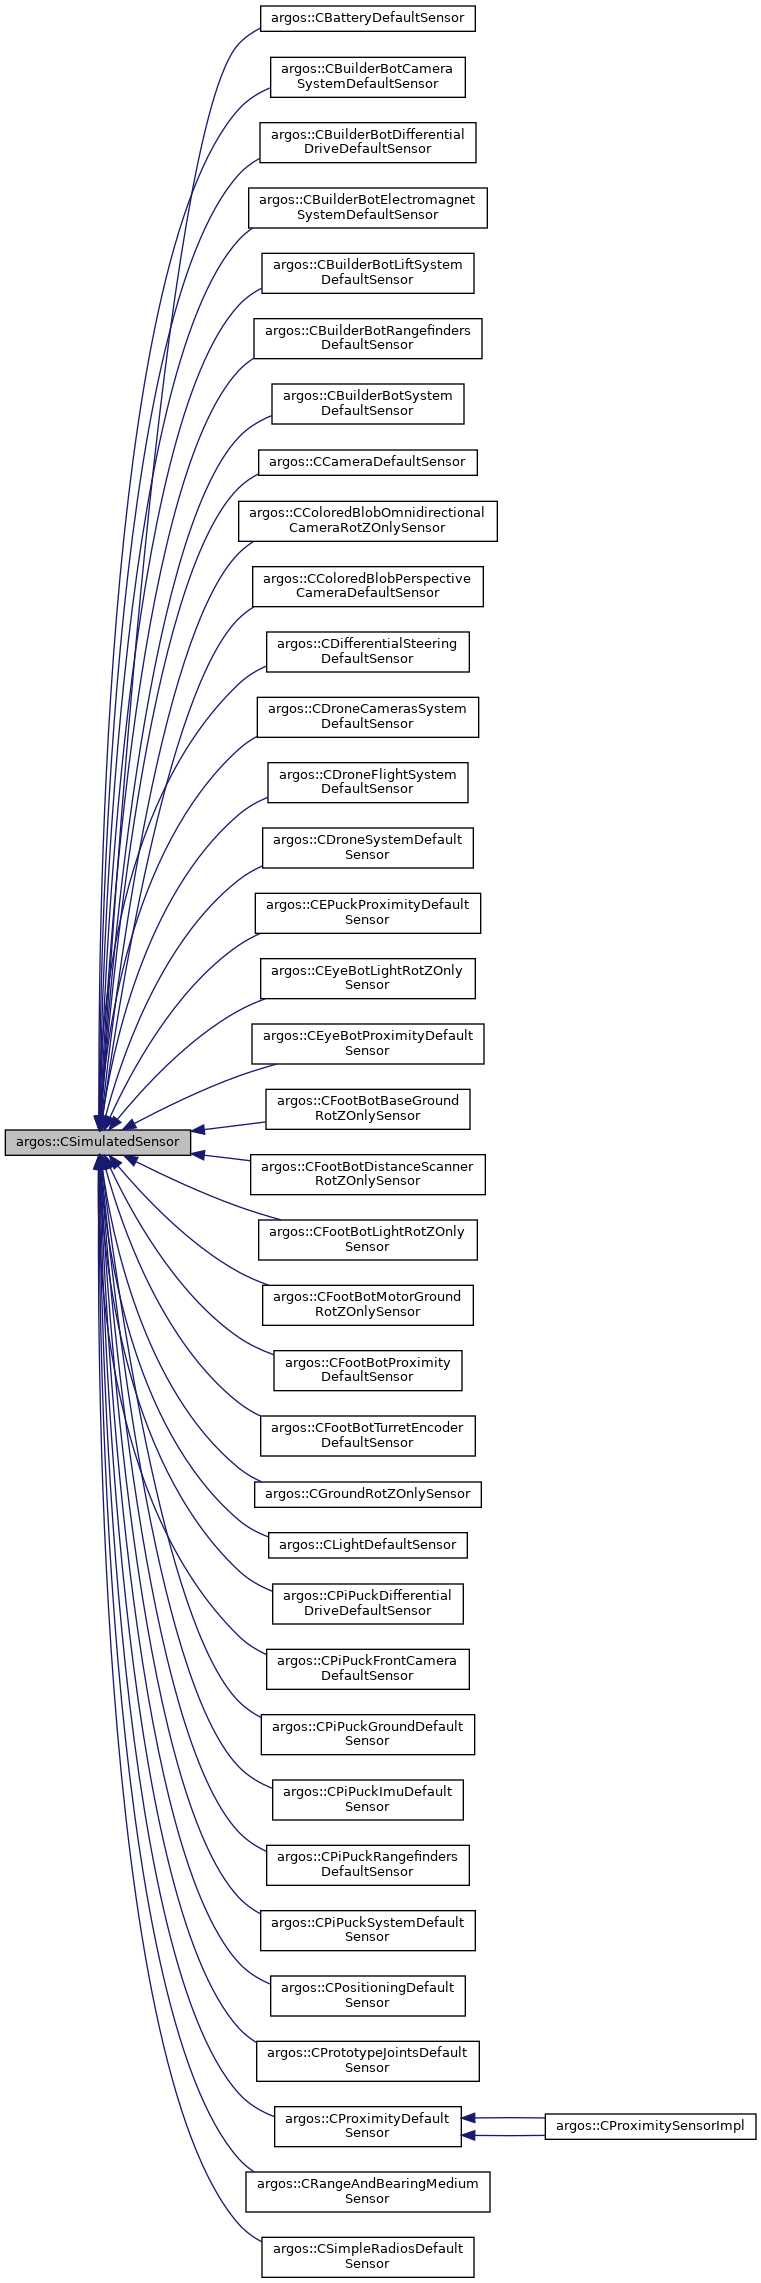 argos::CBatteryDefaultSensor
argos::CBuilderBotCamera
SystemDefaultSensor
argos::CBuilderBotDifferential
DriveDefaultSensor
argos::CBuilderBotElectromagnet
SystemDefaultSensor
argos::CBuilderBotLiftSystem
DefaultSensor
argos::CBuilderBotRangefinders
DefaultSensor
argos::CBuilderBotSystem
DefaultSensor
argos::CCameraDefaultSensor
argos::CColoredBlobOmnidirectional
CameraRotZOnlySensor
argos::CColoredBlobPerspective
CameraDefaultSensor
argos::CDifferentialSteering
DefaultSensor
argos::CDroneCamerasSystem
DefaultSensor
argos::CDroneFlightSystem
DefaultSensor
argos::CDroneSystemDefault
Sensor
argos::CEPuckProximityDefault
Sensor
argos::CEyeBotLightRotZOnly
Sensor
argos::CEyeBotProximityDefault
Sensor
argos::CFootBotBaseGround
RotZOnlySensor
argos::CSimulatedSensor
argos::CFootBotDistanceScanner
RotZOnlySensor
argos::CFootBotLightRotZOnly
Sensor
argos::CFootBotMotorGround
RotZOnlySensor
argos::CFootBotProximity
DefaultSensor
argos::CFootBotTurretEncoder
DefaultSensor
argos::CGroundRotZOnlySensor
argos::CLightDefaultSensor
argos::CPiPuckDifferential
DriveDefaultSensor
argos::CPiPuckFrontCamera
DefaultSensor
argos::CPiPuckGroundDefault
Sensor
argos::CPiPuckImuDefault
Sensor
argos::CPiPuckRangefinders
DefaultSensor
argos::CPiPuckSystemDefault
Sensor
argos::CPositioningDefault
Sensor
argos::CPrototypeJointsDefault
Sensor
argos::CProximityDefault
Sensor
argos::CProximitySensorImpl
argos::CRangeAndBearingMedium
Sensor
argos::CSimpleRadiosDefault
Sensor